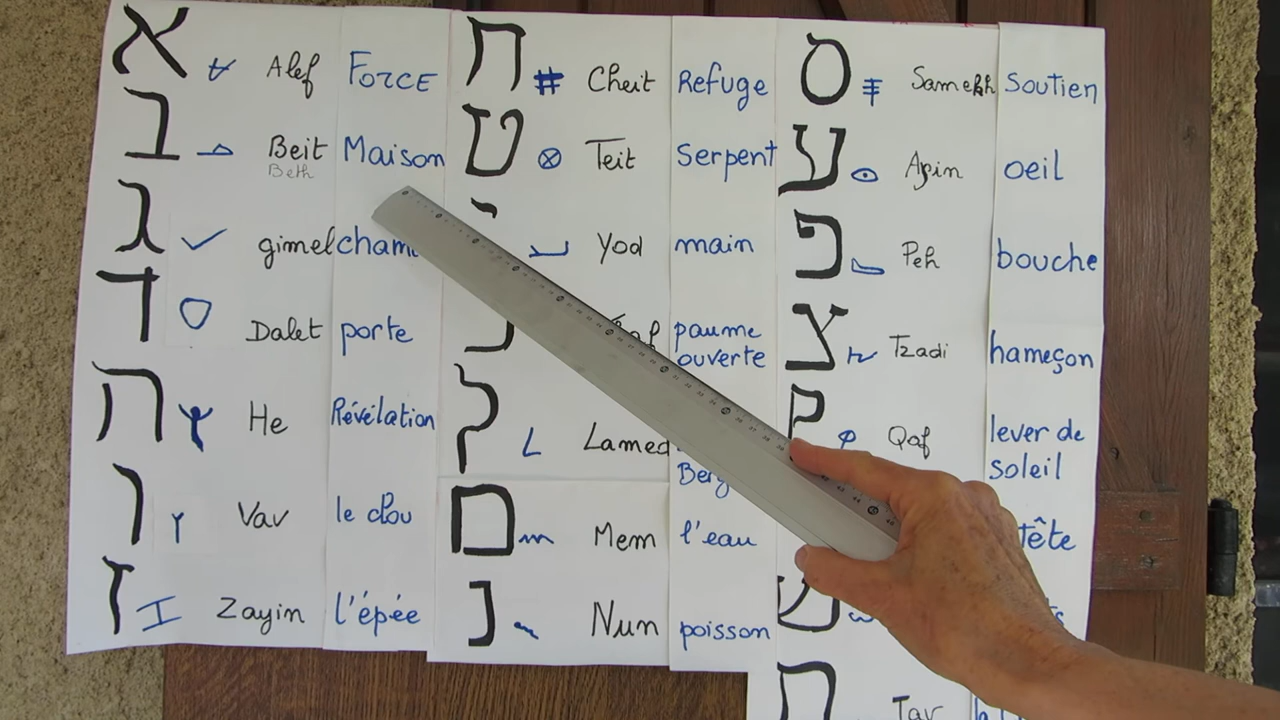 א Alef FORCE
ב Beit Maison
Beth
ג gimel
ד Dalet porte
ה He Révélation
ו Vav le clou
ז Zayin l'épée
ח Cheit Refuge
ט Teit Serpent
י Yod main
כ paume
ouverte
ל Lamed
ם Mem l'eau
נ Nun poisson
ס Samekh Soutien
ע Ayin oeil
פ Peh bouche
צ Tzadi hameçon
ק Qof lever de
soleil
tête
ש
ת Tav